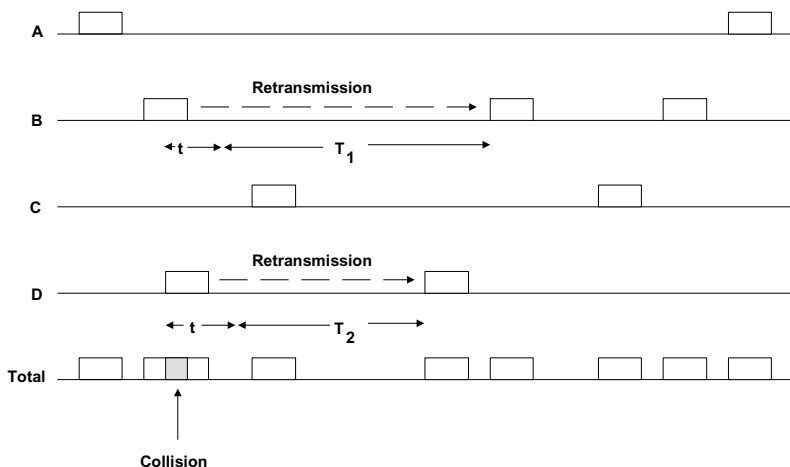 A
Retransmission
B
t
T1
C
Retransmission
D
t
T2
Total
Collision